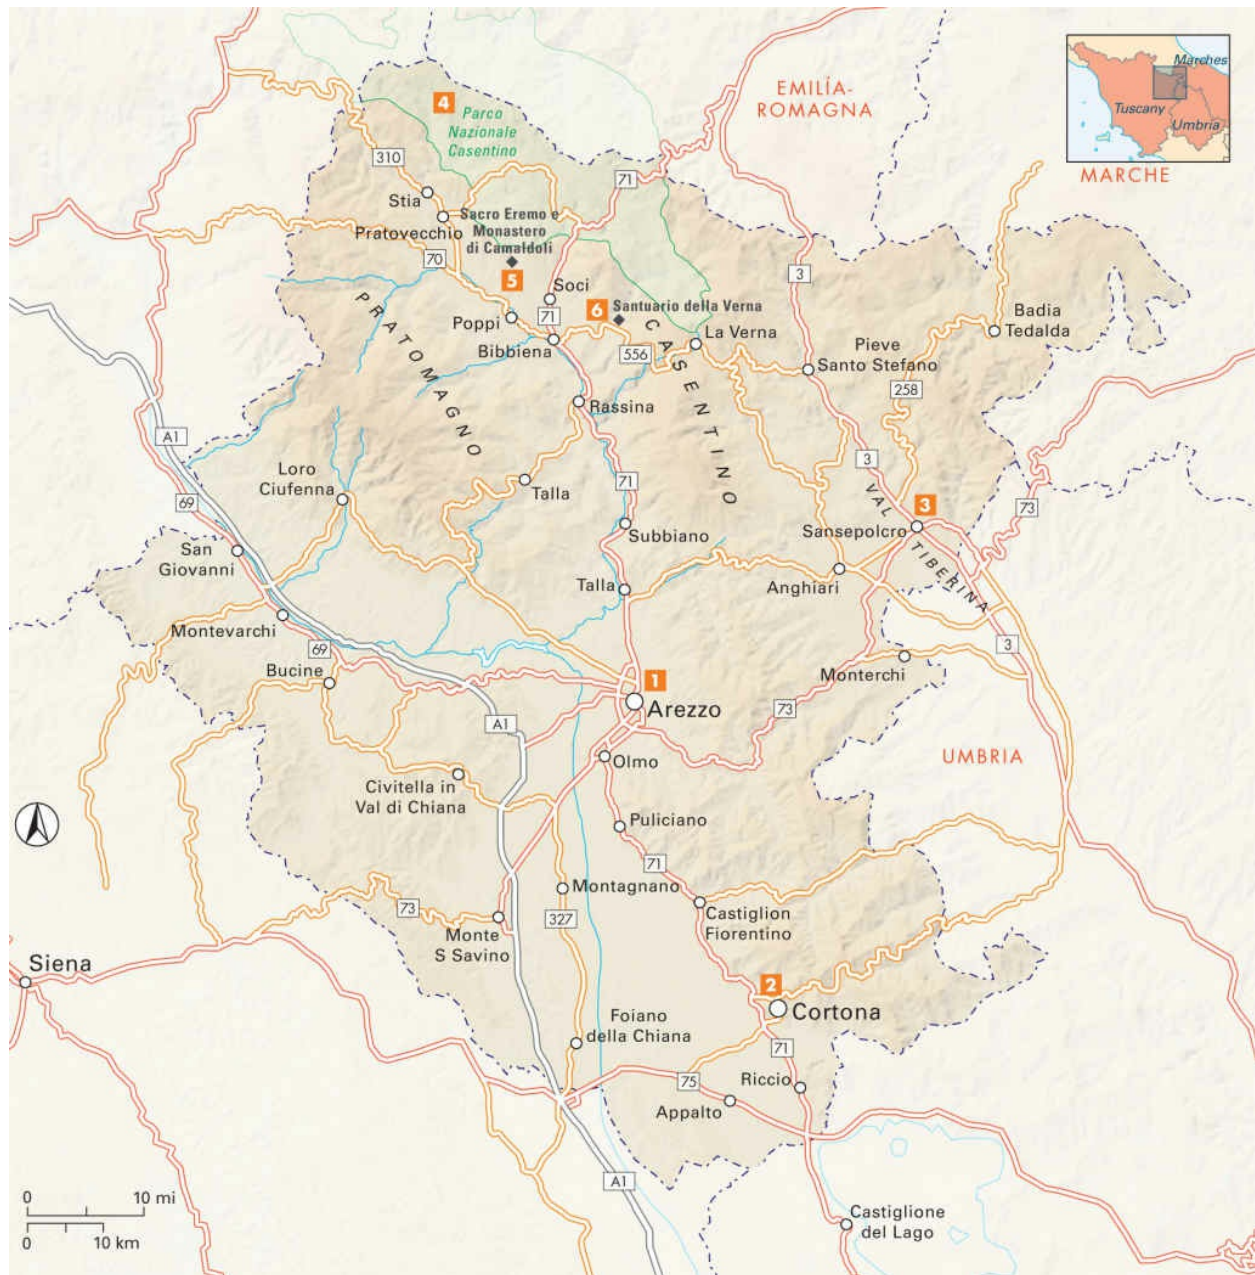 EMILÍA-
ROMAGNA
Marches
Tuscany
Umbria
MARCHE
4
Parco
Nazionale
Casentino
310
71
Stia
Sacro Eremo e
Monastero
di Camaldoli
Pratovecchio
70
5
3
Soci
6
Santuario della Verna
71
Poppi
Bibbiena
La Verna
Badia
Tedalda
Pieve
Santo Stefano
556
258
PRATOMAGNO
CASENTINO
Rassina
A1
3
Loro
Ciufenna
71
Talla
69
VAL TIBERINA
3
73
Sansepolcro
Subbiano
San
Giovanni
Anghiari
Talla
Montevarchi
69
3
Bucine
Monterchi
1
Arezzo
73
A1
Olmo
UMBRIA
Civitella in
Val di Chiana
Puliciano
71
Montagnano
73
327
Castiglion
Fiorentino
Monte
S Savino
Siena
2
Cortona
Foiano
della Chiana
71
75
Riccio
Appalto
A1
0 10 mi
0 10 km
Castiglione
del Lago